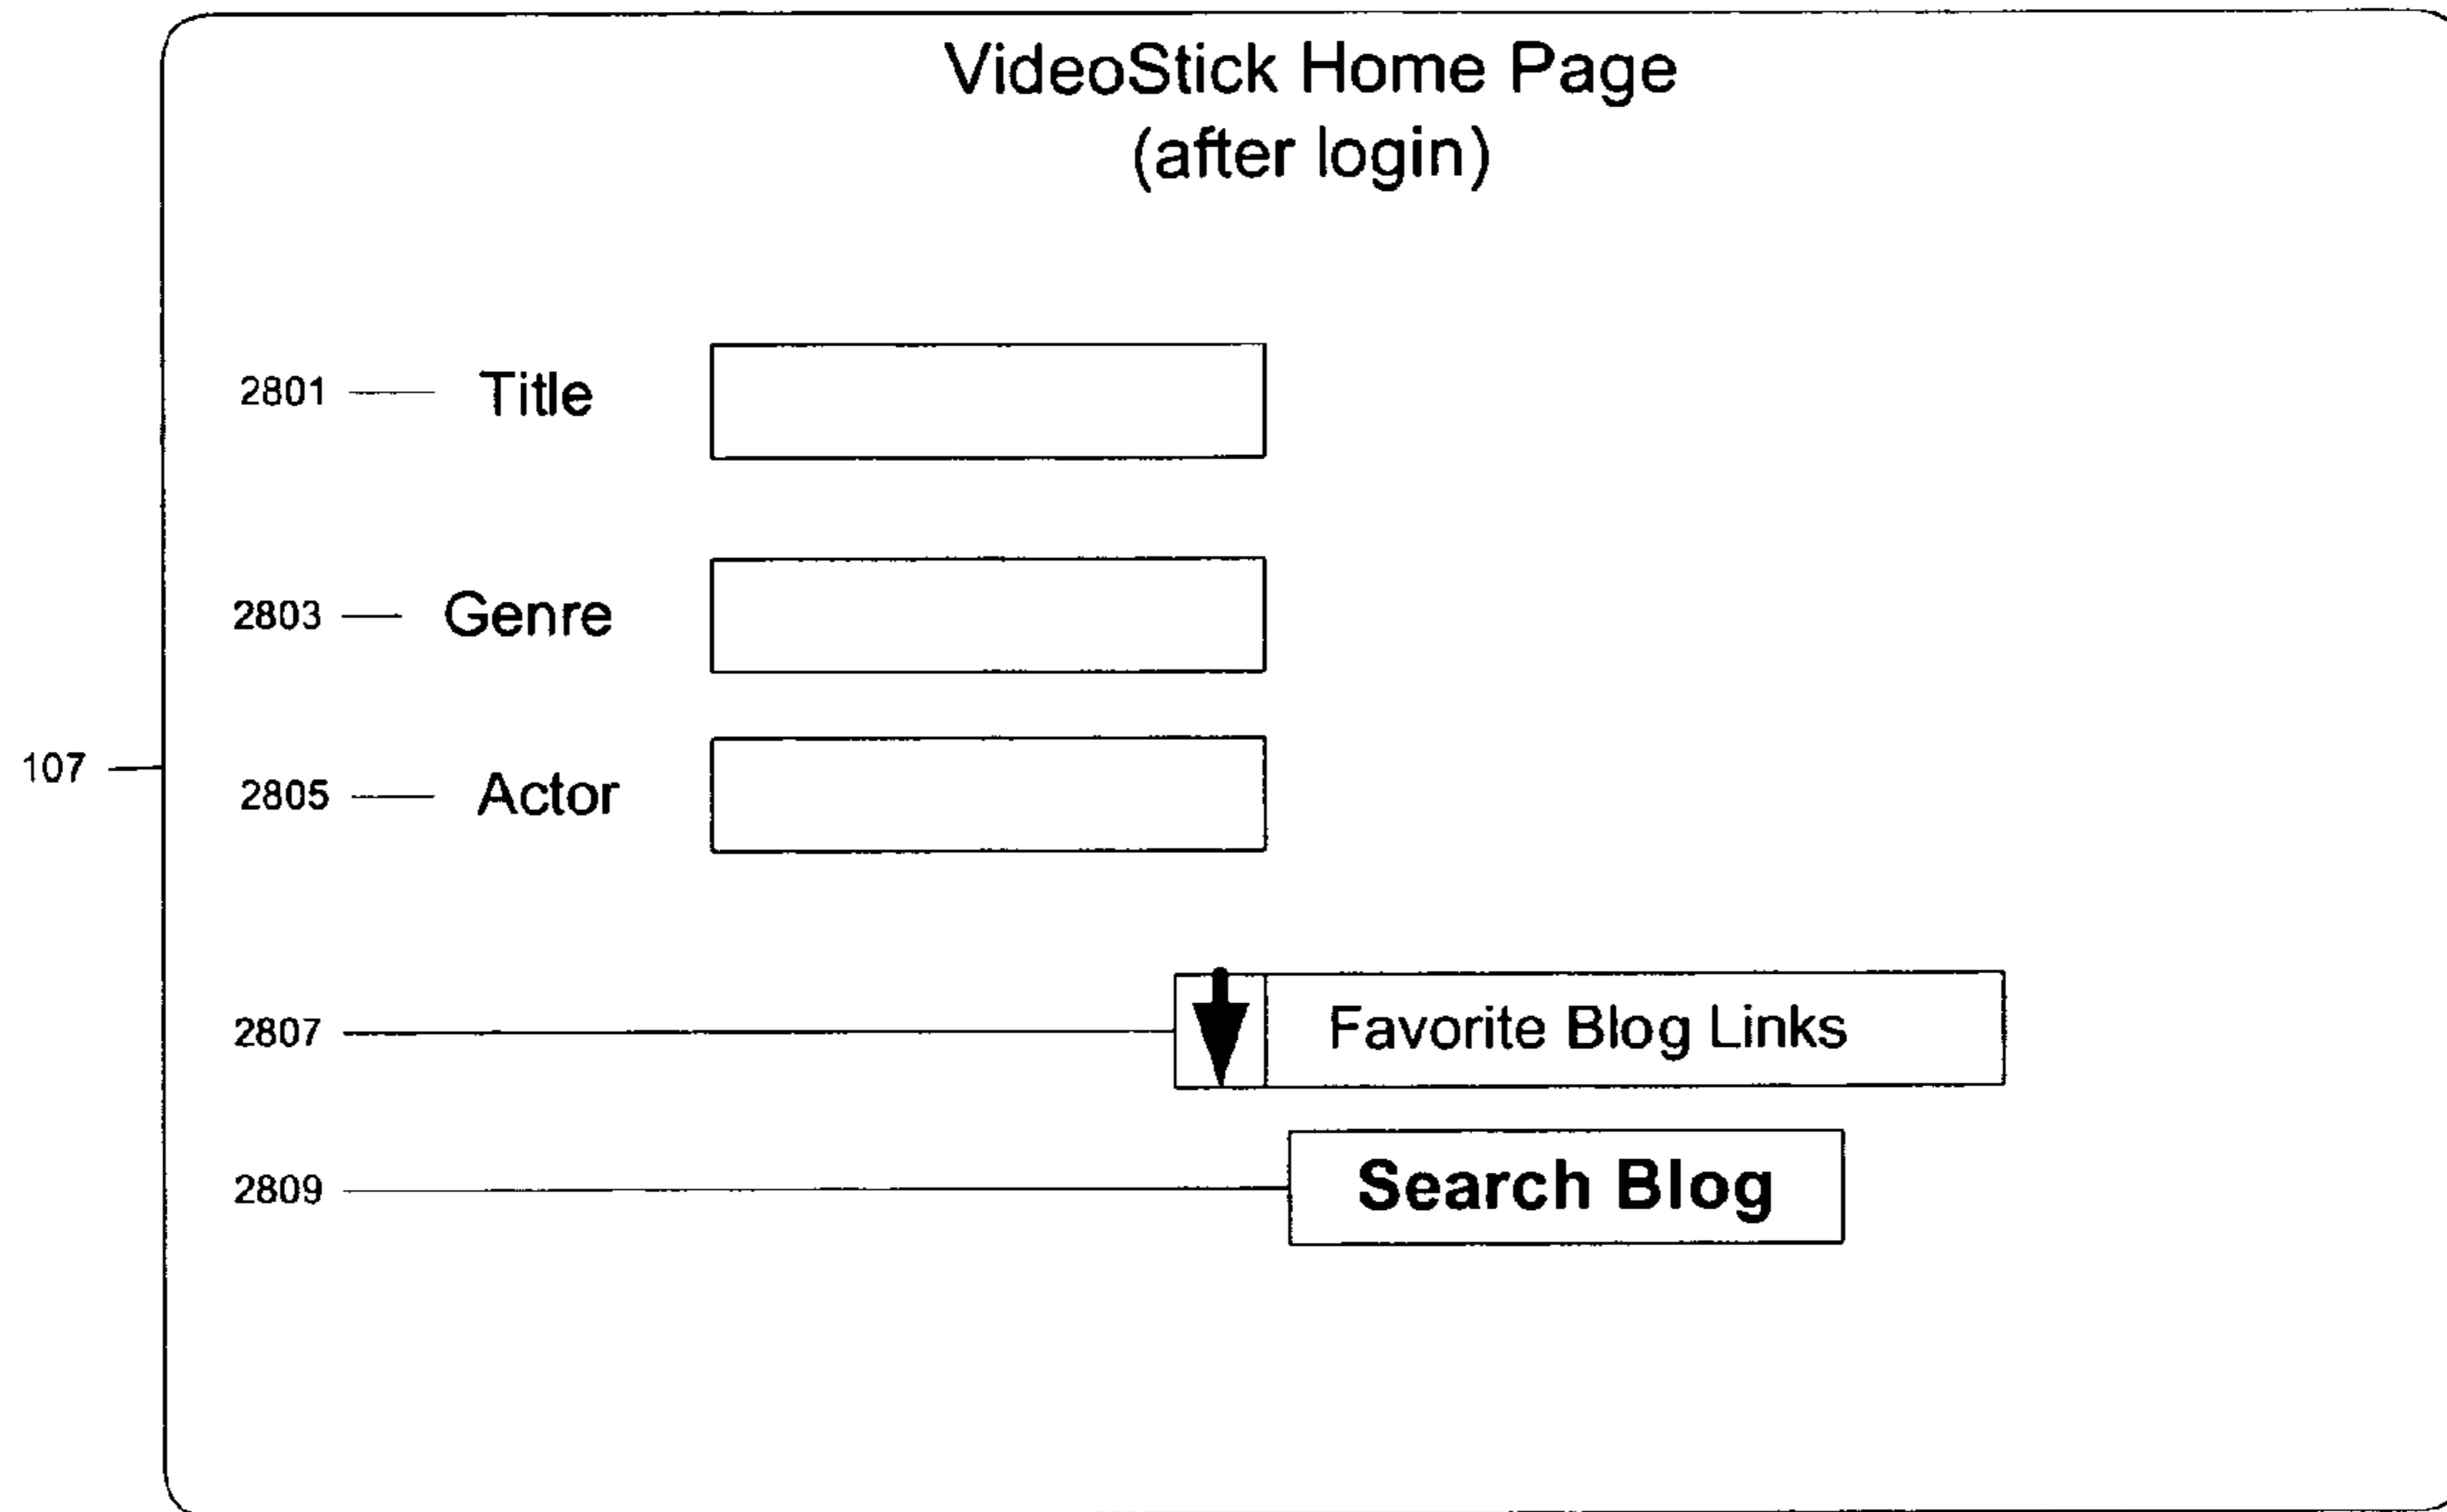 VideoStick Home Page
(after login)
2801 Title
2803 Genre
107
2805 Actor
2807 Favorite Blog Links
2809 Search Blog